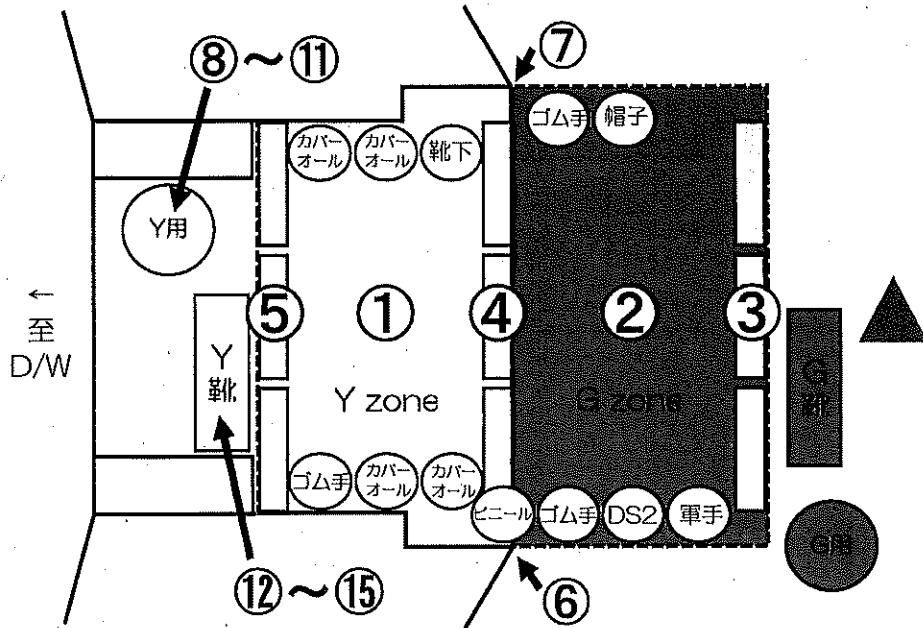 ⑧～⑪
⑦
ゴム手
帽子
カバーオール
カバーオール
靴下
Y用
←
至
D/W
⑤
①
④
②
③
Y
靴
G
靴
Y zone
G zone
ゴム手
カバーオール
カバーオール
ビニール
ゴム手
DS2
軍手
G用
⑫～⑮
⑥